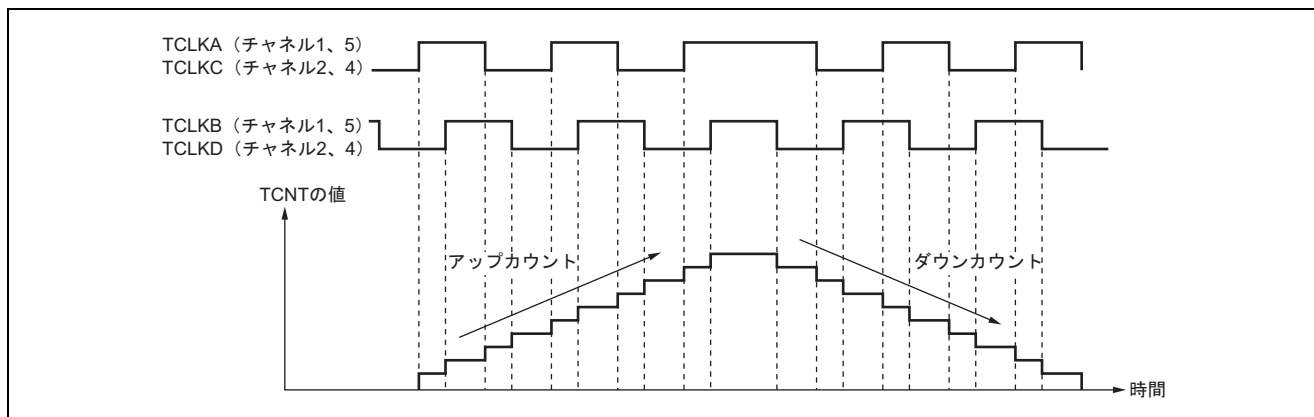 TCLKA（チャネル1、5）
TCLKC（チャネル2、4）
TCLKB（チャネル1、5）
TCLKD（チャネル2、4）
TCNTの値
アップカウント
ダウンカウント
時間